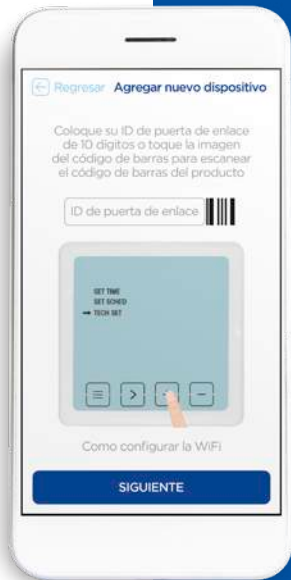 Regresar Agregar nuevo dispositivo
Coloque su ID de puerta de enlace
de 10 dígitos o toque la imagen
del código de barras para escanear
el código de barras del producto
ID de puerta de enlace
SET TIME
SET SCHED
TECH SET
Como configurar la WiFi
SIGUIENTE